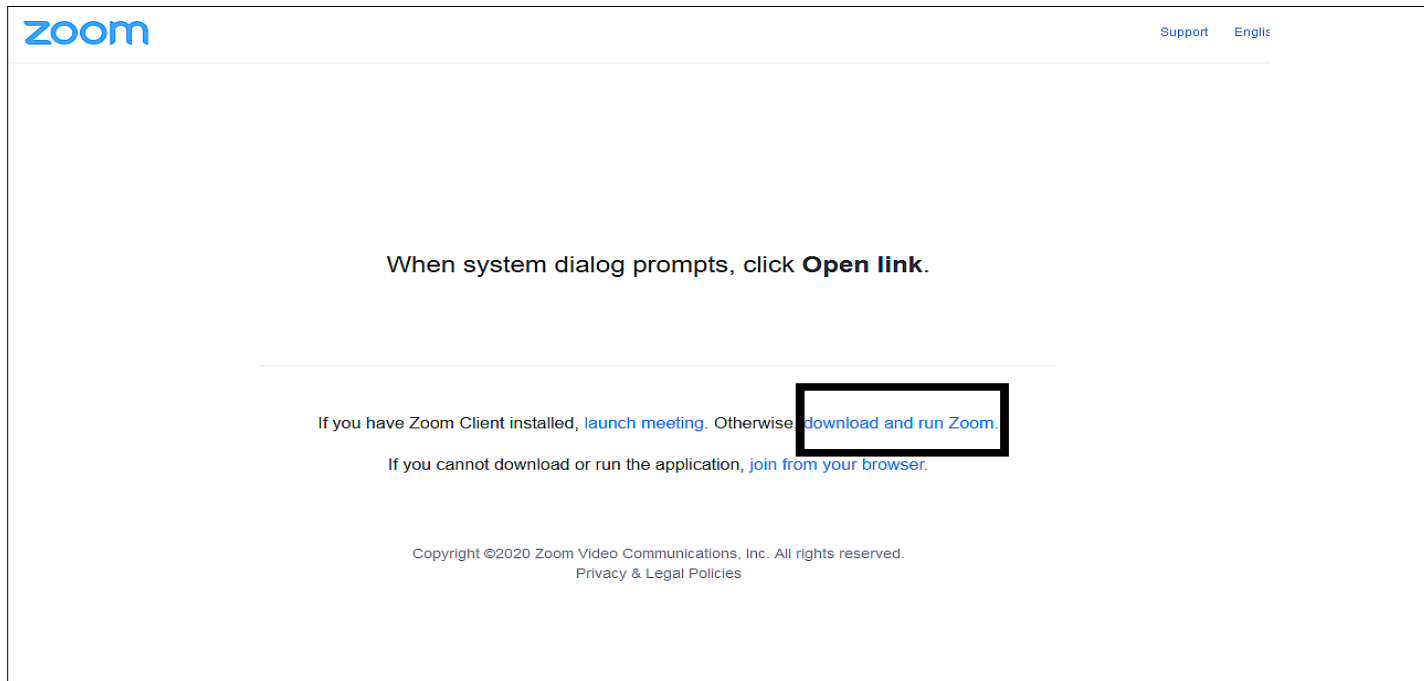 zoom
Support Englis
When system dialog prompts, click Open link.
If you have Zoom Client installed, launch meeting. Otherwise, download and run Zoom.
If you cannot download or run the application, join from your browser.
Copyright ©2020 Zoom Video Communications, Inc. All rights reserved.
Privacy & Legal Policies